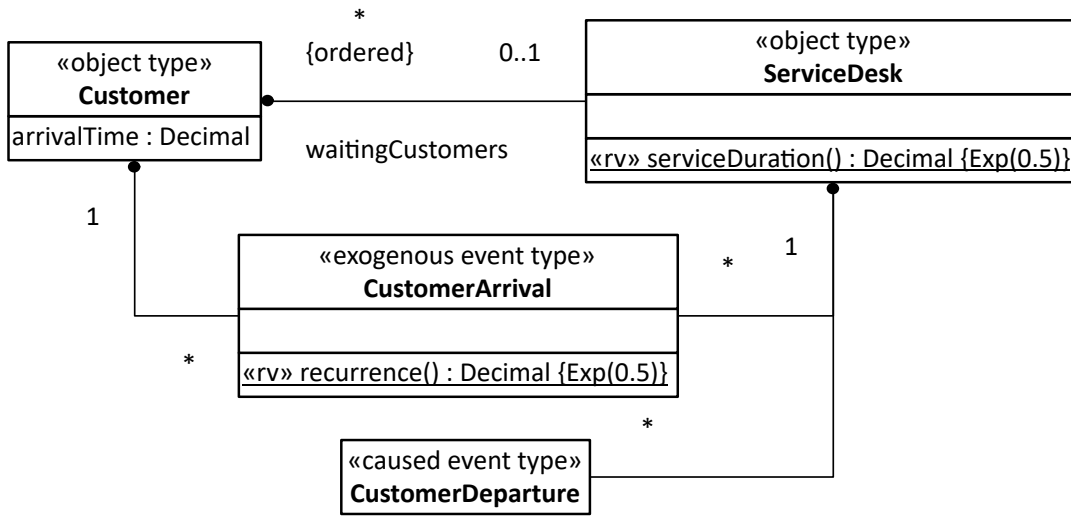 *
{ordered}
0..1
«object type»
Customer
arrivalTime : Decimal
waitingCustomers
«object type»
ServiceDesk
«rv» serviceDuration() : Decimal {Exp(0.5)}
1
*
«exogenous event type»
CustomerArrival
«rv» recurrence() : Decimal {Exp(0.5)}
*
1
*
«caused event type»
CustomerDeparture